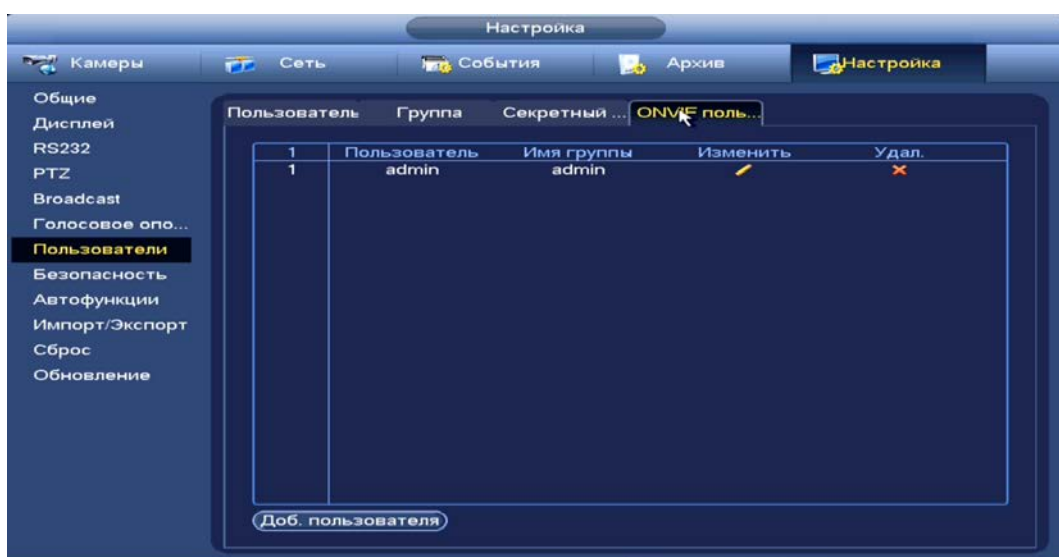 Настройка
Камеры Сеть События Архив Настройка
Общие
Дисплей
RS232
PTZ
Broadcast
Голосовое опо...
Пользователи
Безопасность
Автофункции
Импорт/Экспорт
Сброс
Обновление
Пользователь Группа Секретный ... ONVIF поль...
1 Пользователь Имя группы Изменить Удал.
1 admin admin
Доб. пользователя